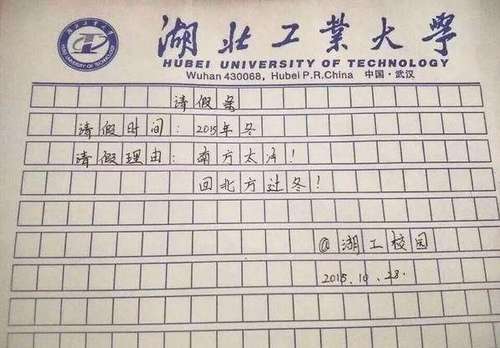 湖北工業大學
HUBEI UNIVERSITY OF TECHNOLOGY
Wuhan 430068, Hubei P.R.China 中国·武汉
请假条
请假时间:2015年冬
请假理由:南方太冷!
回北方过冬!
@湖工校园
2015.10.28.